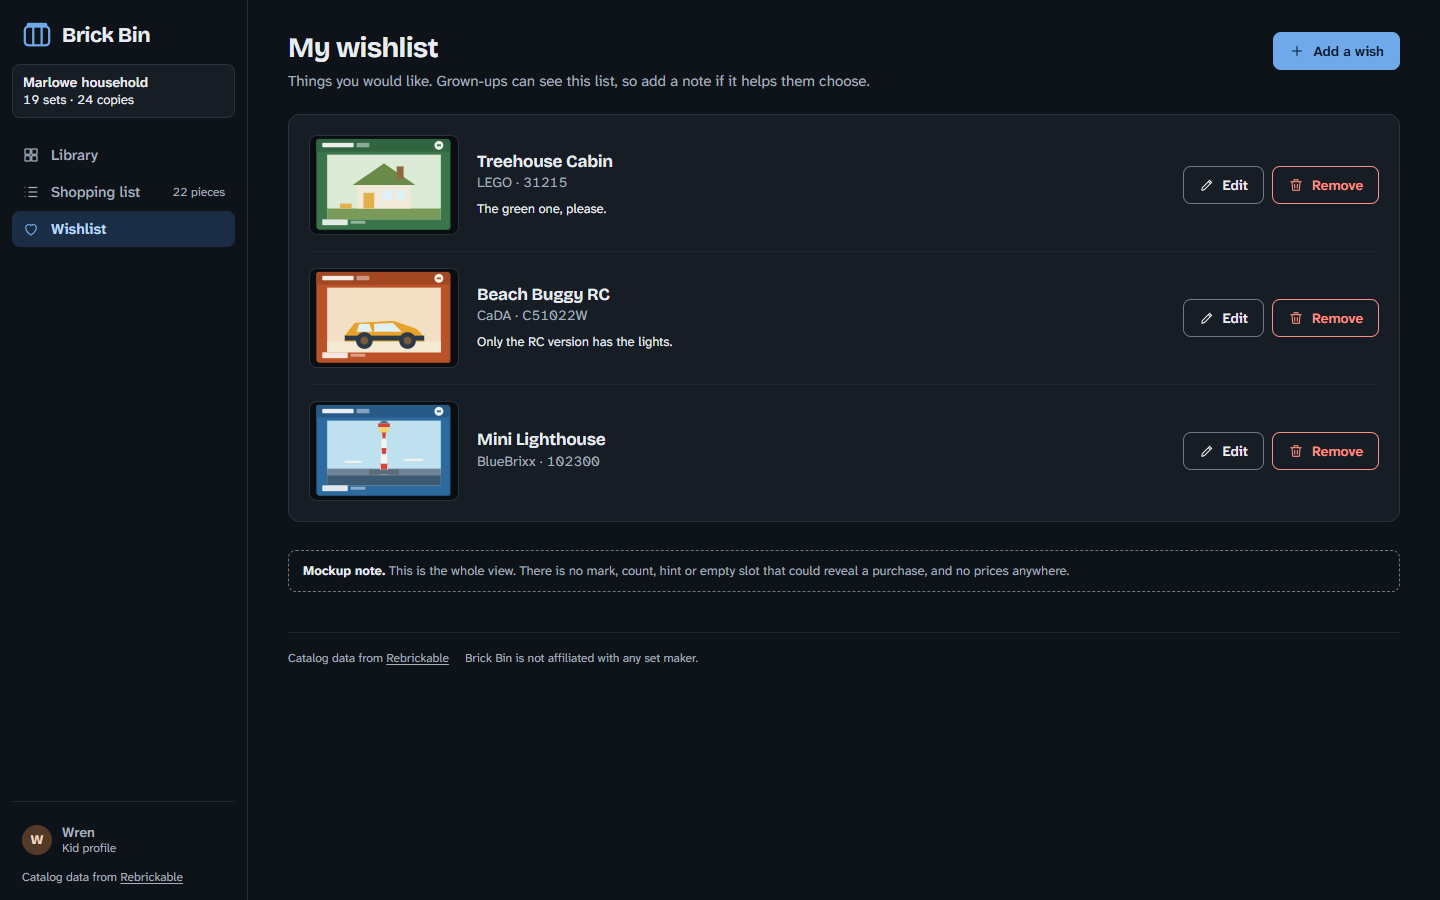 Brick Bin
Marlowe household
19 sets · 24 copies
Library
Shopping list 22 pieces
Wishlist
Wren
W
Kid profile
Catalog data from Rebrickable
My wishlist
Things you would like. Grown-ups can see this list, so add a note if it helps them choose.
+ Add a wish
Treehouse Cabin
LEGO · 31215
The green one, please.
Edit
Remove
Beach Buggy RC
CaDA · C51022W
Only the RC version has the lights.
Edit
Remove
Mini Lighthouse
BlueBrixx · 102300
Edit
Remove
Mockup note. This is the whole view. There is no mark, count, hint or empty slot that could reveal a purchase, and no prices anywhere.
Catalog data from Rebrickable Brick Bin is not affiliated with any set maker.